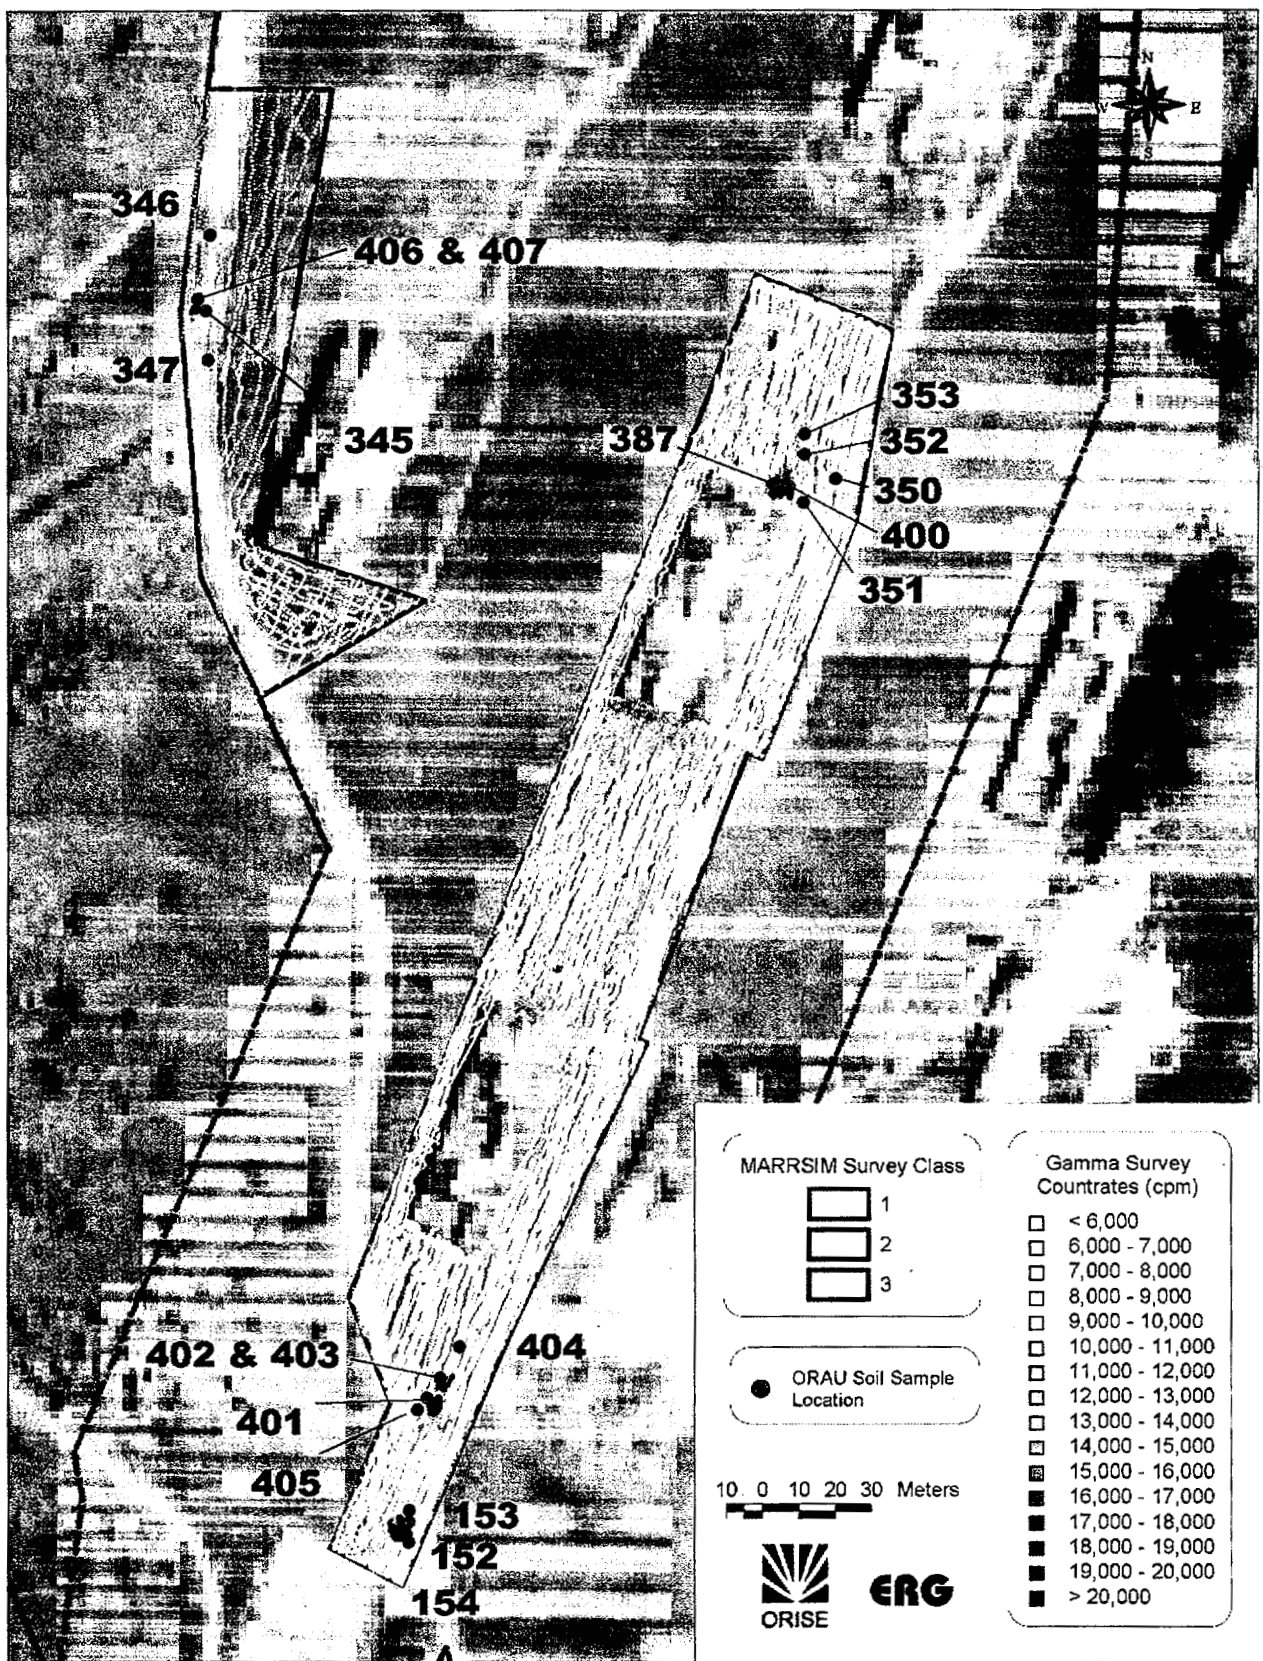 N
W E
S
346
406 & 407
347
345
353
387
352
350
400
351
402 & 403
404
401
405
153
152
154
MARRSIM Survey Class
1
2
3
ORAU Soil Sample
Location
10 0 10 20 30 Meters
ORISE
ERG
Gamma Survey
Countrates (cpm)
< 6,000
6,000 - 7,000
7,000 - 8,000
8,000 - 9,000
9,000 - 10,000
10,000 - 11,000
11,000 - 12,000
12,000 - 13,000
13,000 - 14,000
14,000 - 15,000
15,000 - 16,000
16,000 - 17,000
17,000 - 18,000
18,000 - 19,000
19,000 - 20,000
> 20,000